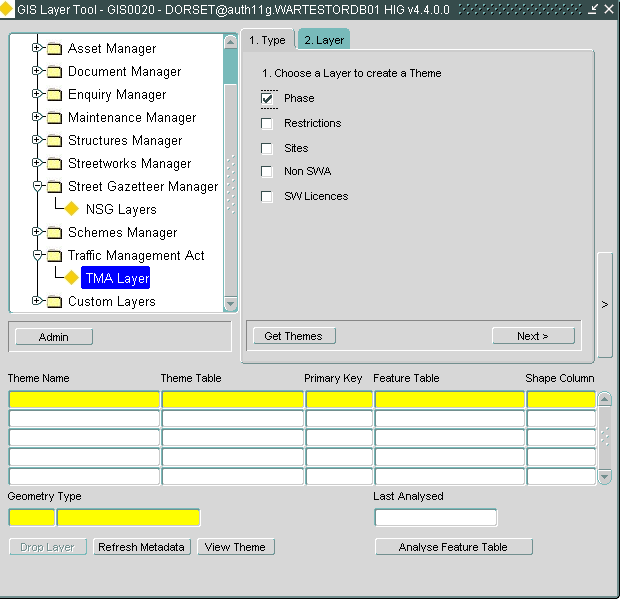 GIS Layer Tool - GIS0020 - DORSET@auth11g.WARTESTORDB01 HIG v4.4.0.0
Asset Manager
Document Manager
Enquiry Manager
Maintenance Manager
Structures Manager
Streetworks Manager
Street Gazetteer Manager
NSG Layers
Schemes Manager
Traffic Management Act
TMA Layer
Custom Layers
Admin
1. Type
2. Layer
1. Choose a Layer to create a Theme
Phase
Restrictions
Sites
Non SWA
SW Licences
Get Themes
Next >
>
Theme Name Theme Table Primary Key Feature Table Shape Column
Geometry Type
Last Analysed
Drop Layer Refresh Metadata View Theme Analyse Feature Table